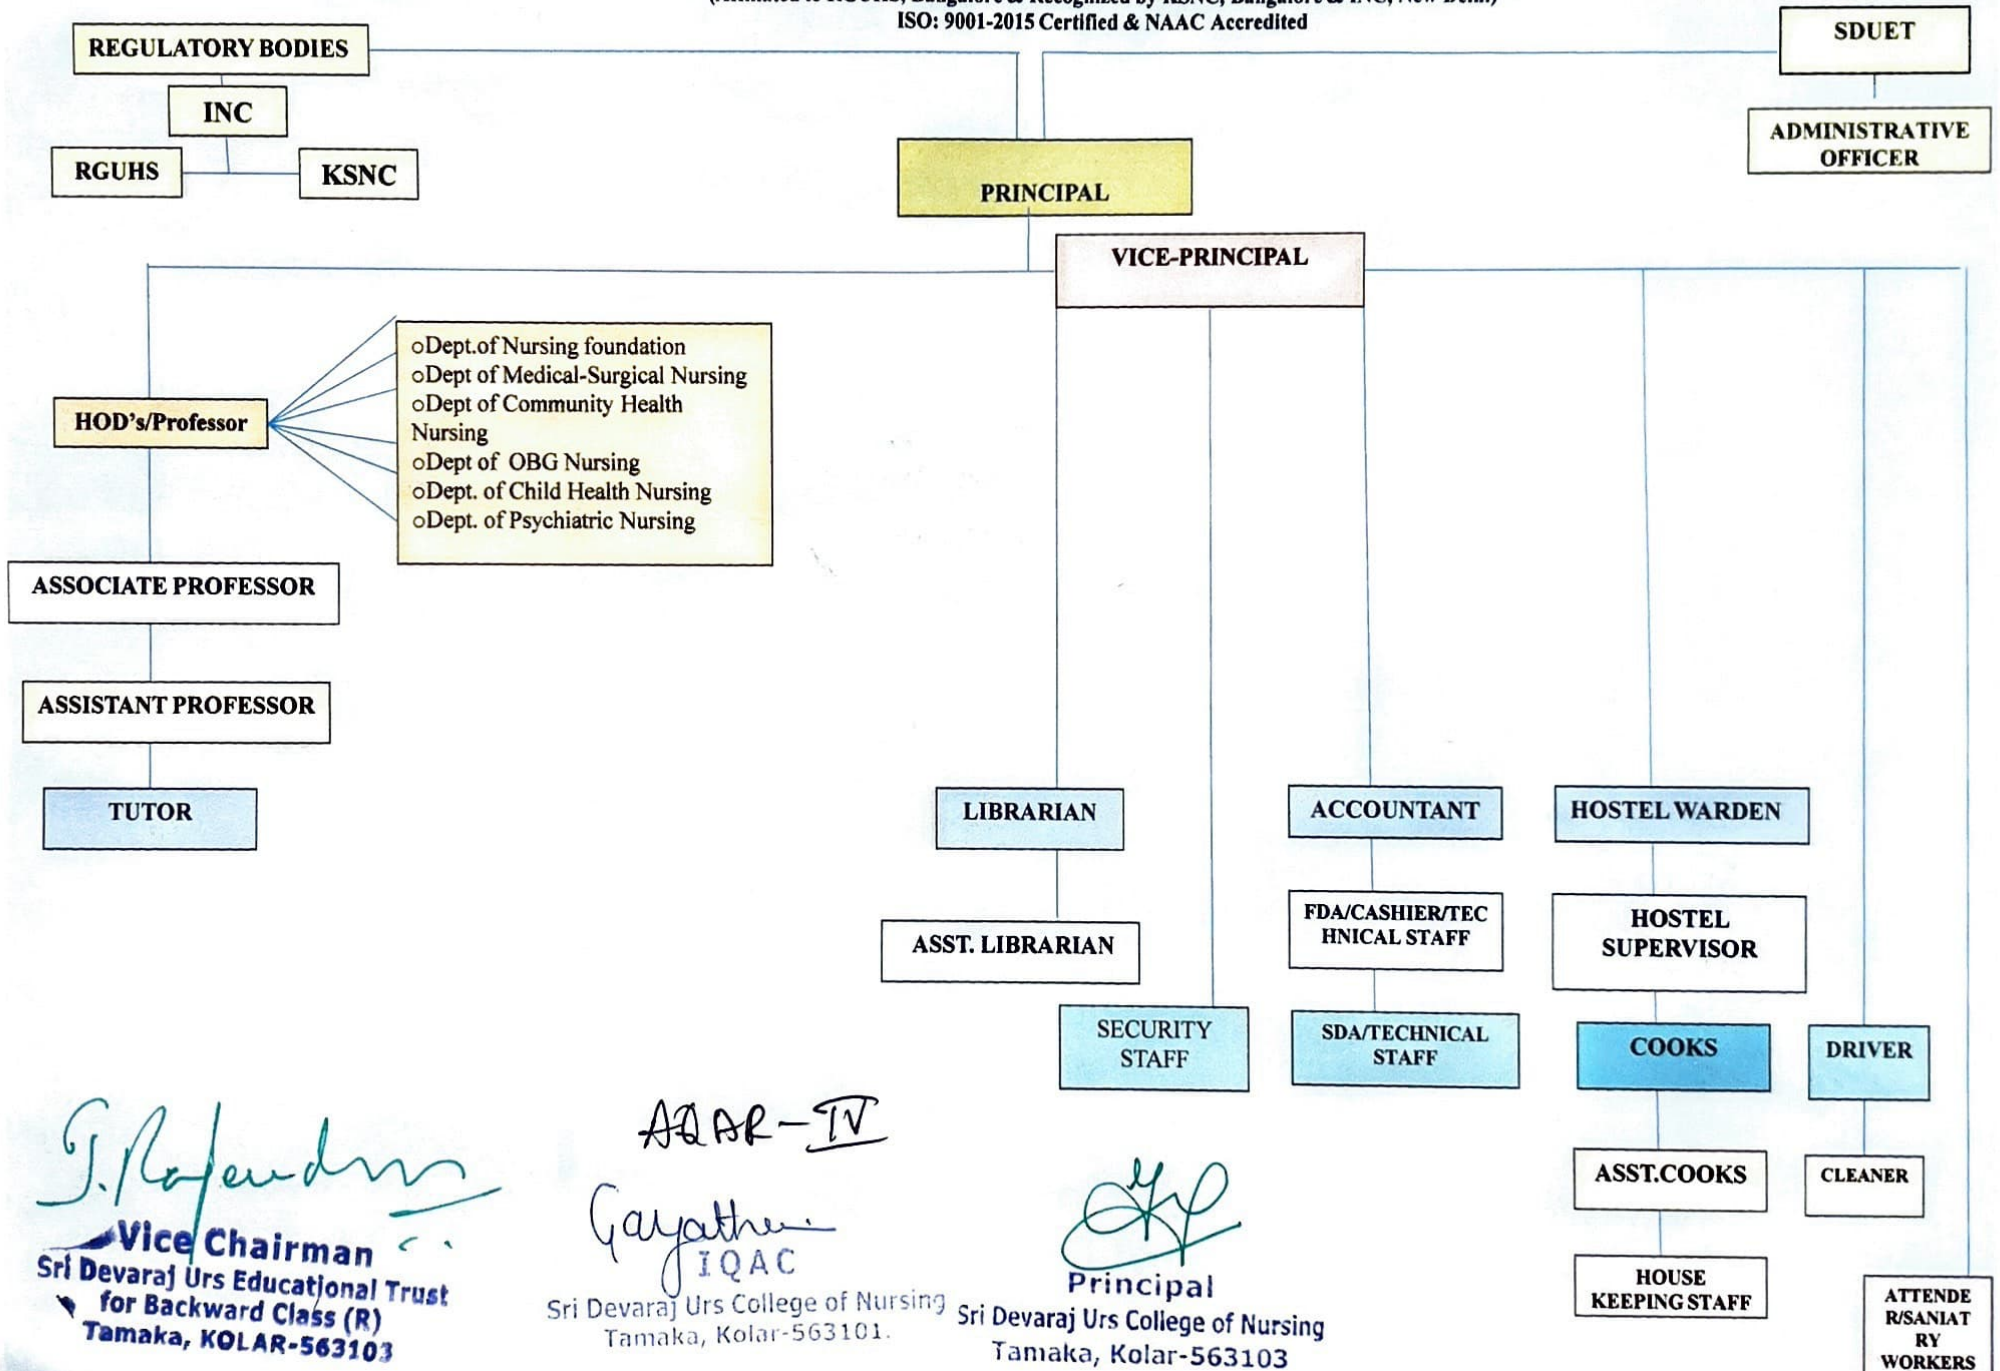 ISO: 9001-2015 Certified & NAAC Accredited
REGULATORY BODIES
SDUET
INC
RGUHS
KSNC
ADMINISTRATIVE
OFFICER
PRINCIPAL
VICE-PRINCIPAL
HOD's/Professor
oDept.of Nursing foundation
oDept of Medical-Surgical Nursing
oDept of Community Health
Nursing
oDept of OBG Nursing
oDept. of Child Health Nursing
oDept. of Psychiatric Nursing
ASSOCIATE PROFESSOR
ASSISTANT PROFESSOR
TUTOR
LIBRARIAN
ACCOUNTANT
HOSTEL WARDEN
ASST. LIBRARIAN
FDA/CASHIER/TEC
HNICAL STAFF
HOSTEL
SUPERVISOR
SECURITY
STAFF
SDA/TECHNICAL
STAFF
COOKS
DRIVER
ASST.COOKS
CLEANER
HOUSE
KEEPING STAFF
ATTENDE
R/SANIAT
RY
WORKERS
AQAR-IV
Vice Chairman
Sri Devaraj Urs Educational Trust
for Backward Class (R)
Tamaka, KOLAR-563103
Gayathri
IQAC
Sri Devaraj Urs College of Nursing
Tamaka, Kolar-563101.
Principal
Sri Devaraj Urs College of Nursing
Tamaka, Kolar-563103